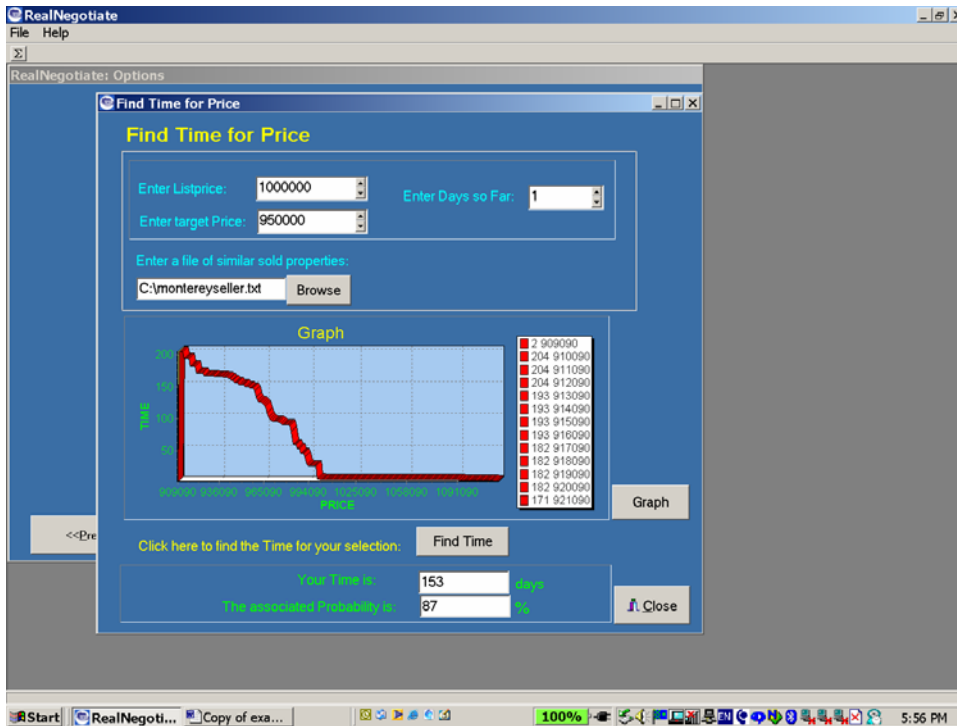 RealNegotiate
File Help
Σ
RealNegotiate: Options
Find Time for Price
Find Time for Price
Enter Listprice: 1000000
Enter Days so Far: 1
Enter target Price: 950000
Enter a file of similar sold properties:
C:\montereyseller.txt Browse
Graph
200
150
100
50
TIME
909090 938090 965090 994090 1025090 1058090 1091090
PRICE
2 909090
204 910090
204 911090
204 912090
193 913090
193 914090
193 915090
193 916090
182 917090
182 918090
182 919090
182 920090
171 921090
Graph
<<Pre
Click here to find the Time for your selection: Find Time
Your Time is: 153 days
The associated Probability is: 87 %
Close
Start RealNegoti... Copy of exa... 100% EN 5:56 PM